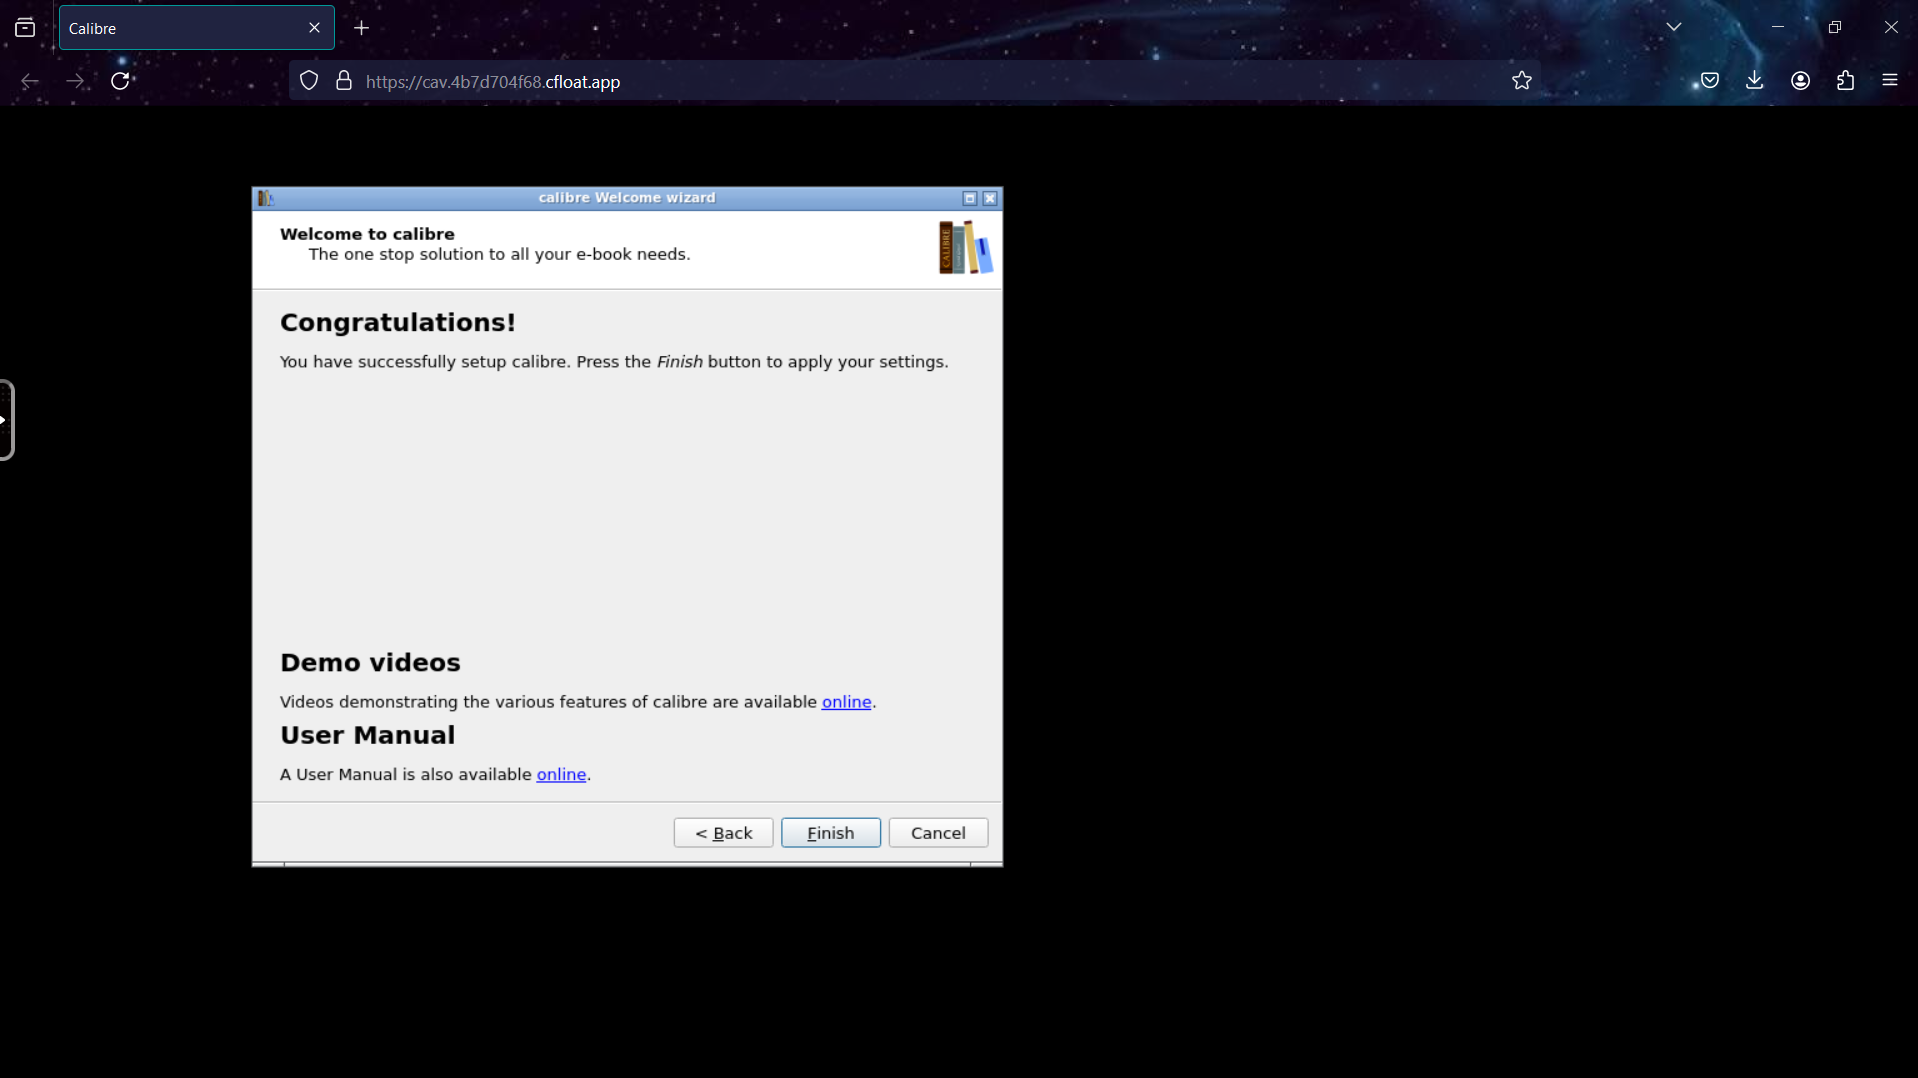 Calibre
https://cav.4b7d704f68.cfloat.app
calibre Welcome wizard
Welcome to calibre
The one stop solution to all your e-book needs.
CALIBRE
Congratulations!
You have successfully setup calibre. Press the Finish button to apply your settings.
Demo videos
Videos demonstrating the various features of calibre are available online.
User Manual
A User Manual is also available online.
< Back
Finish
Cancel